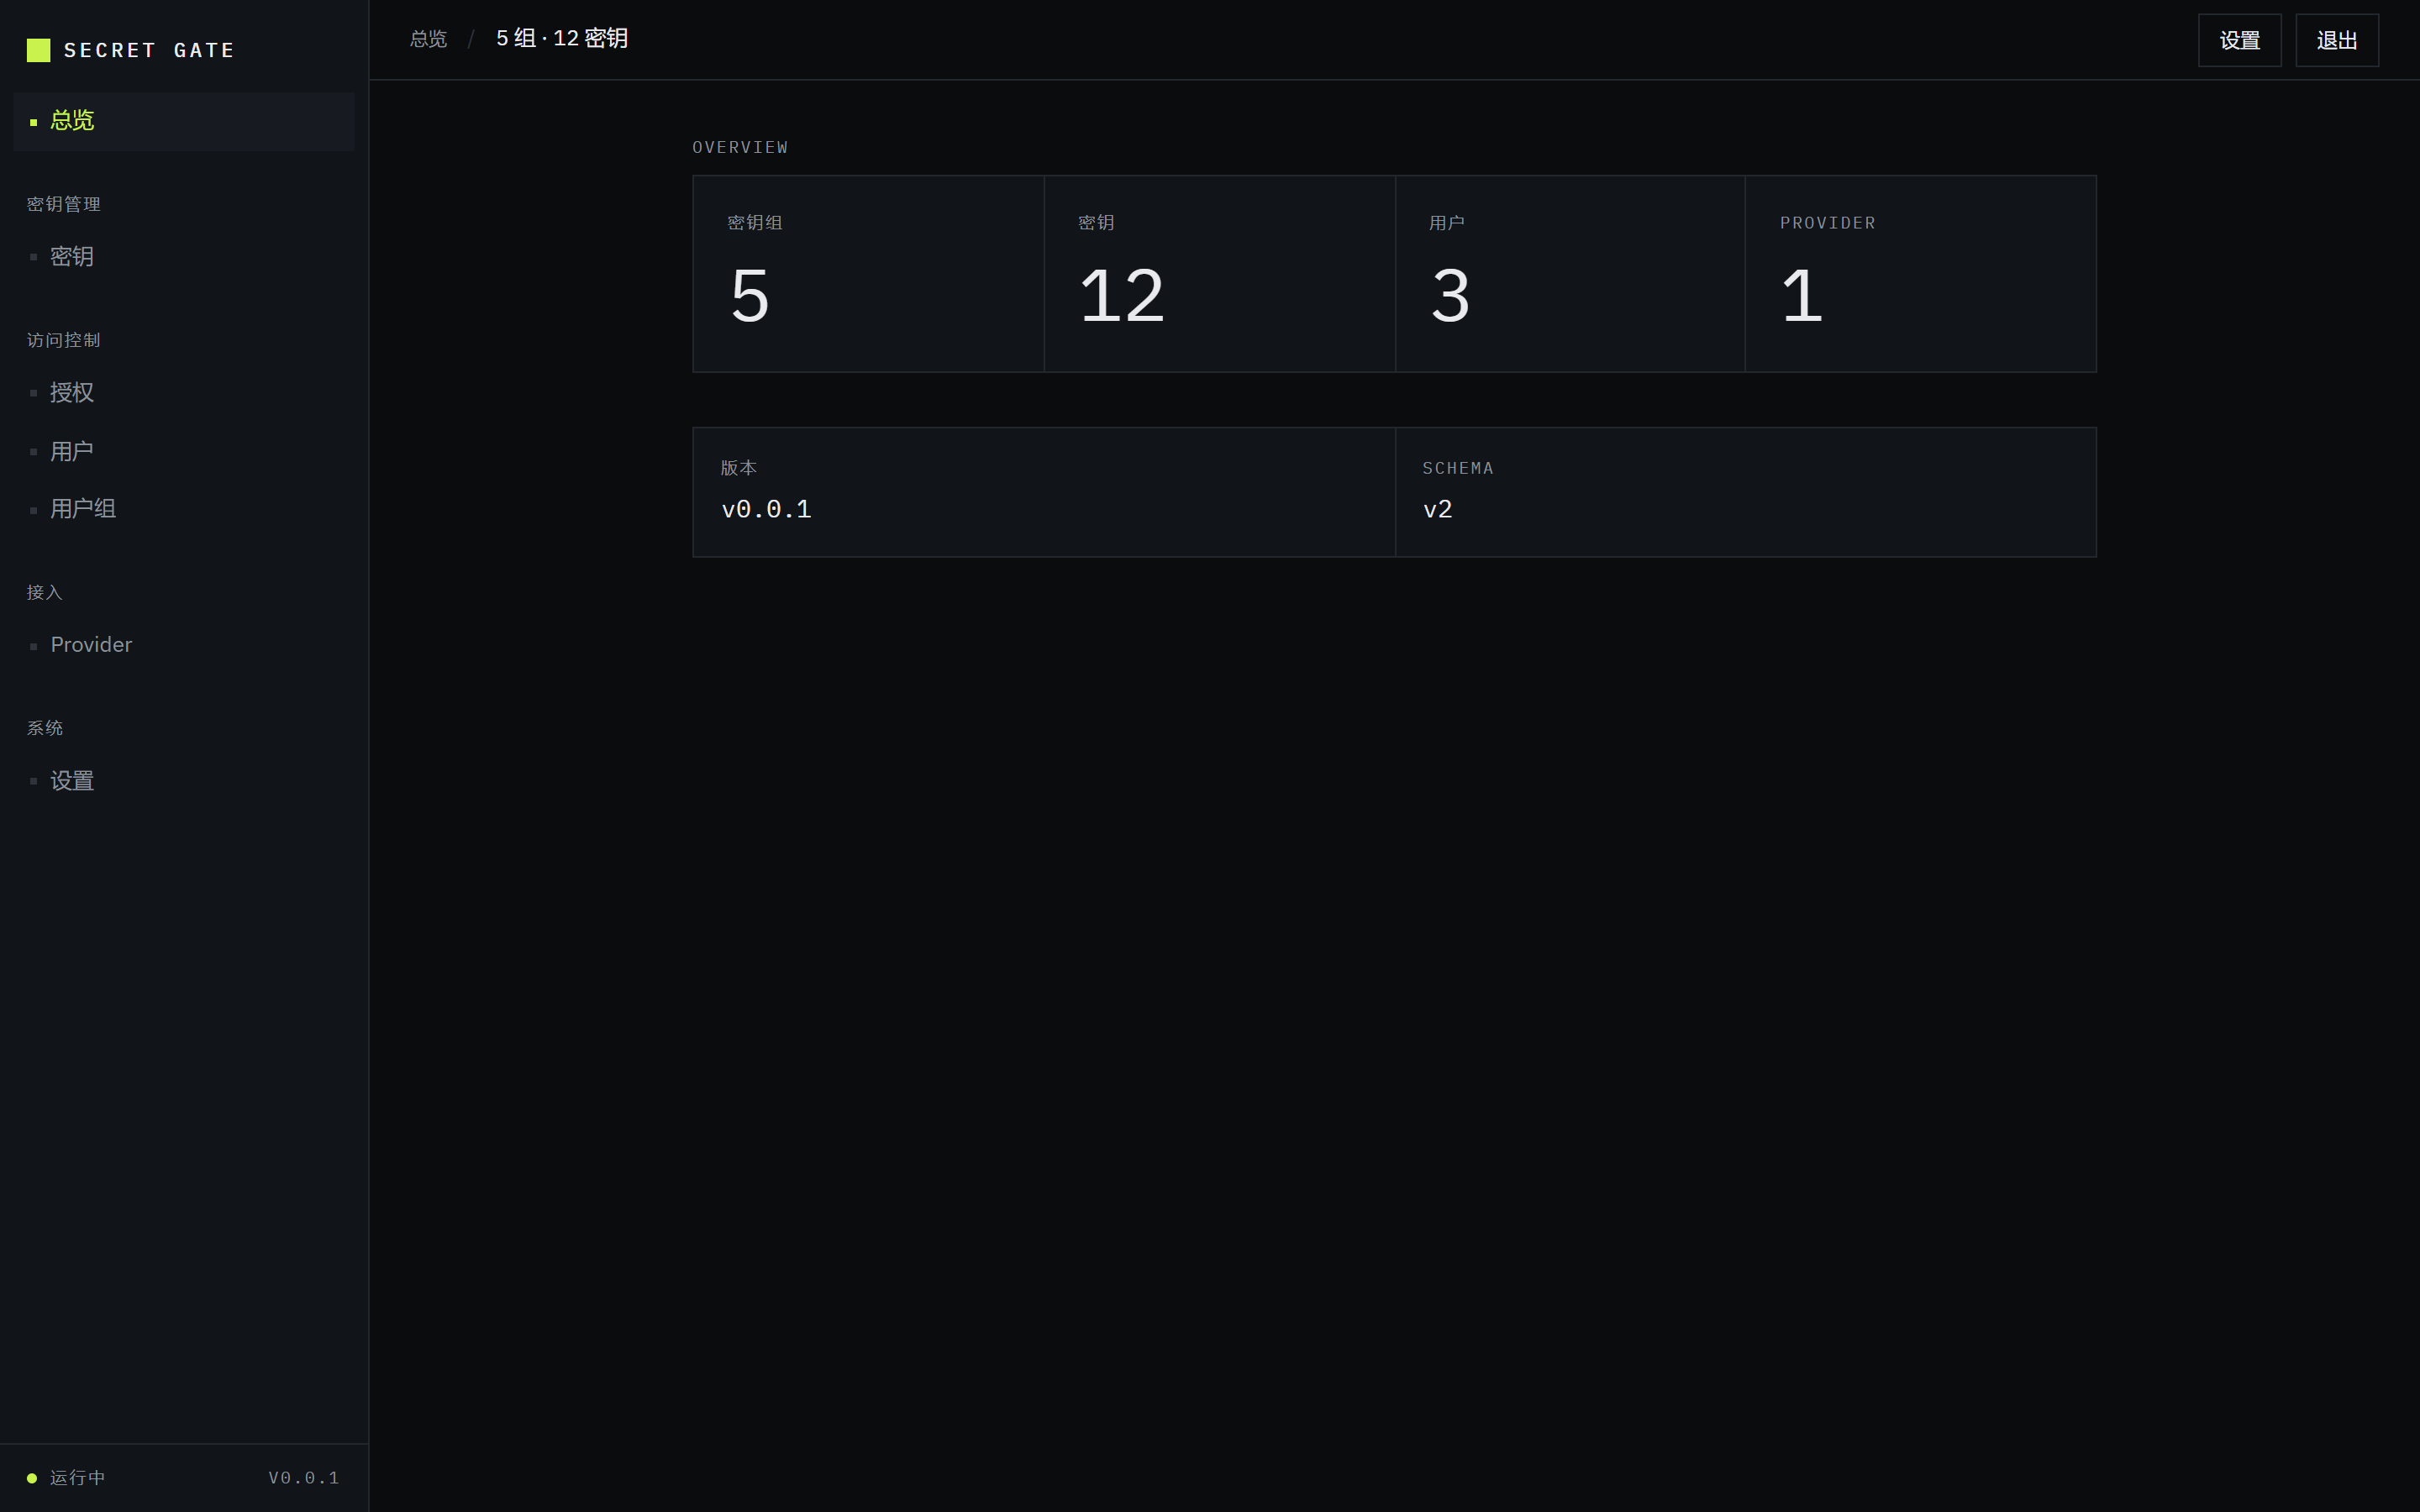 SECRET GATE
总览
密钥管理
密钥
访问控制
授权
用户
用户组
接入
Provider
系统
设置
运行中 V0.0.1
总览 / 5 组 · 12 密钥
设置 退出
OVERVIEW
密钥组 密钥 用户 PROVIDER
5 12 3 1
版本 SCHEMA
v0.0.1 v2